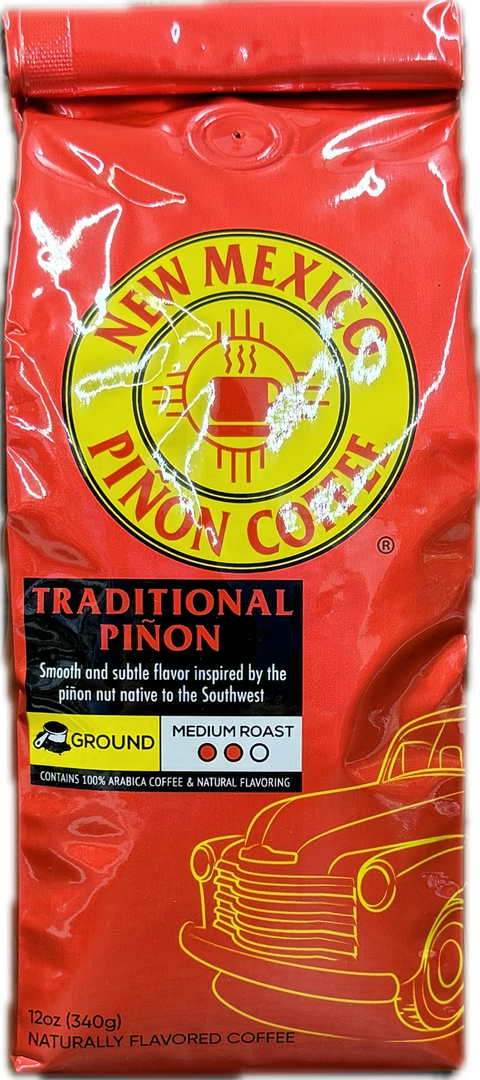 NEW MEXICO
PIÑON COFFEE
®
TRADITIONAL
PIÑON
Smooth and subtle flavor inspired by the
piñon nut native to the Southwest
GROUND
MEDIUM ROAST
CONTAINS 100% ARABICA COFFEE & NATURAL FLAVORING
12oz (340g)
NATURALLY FLAVORED COFFEE